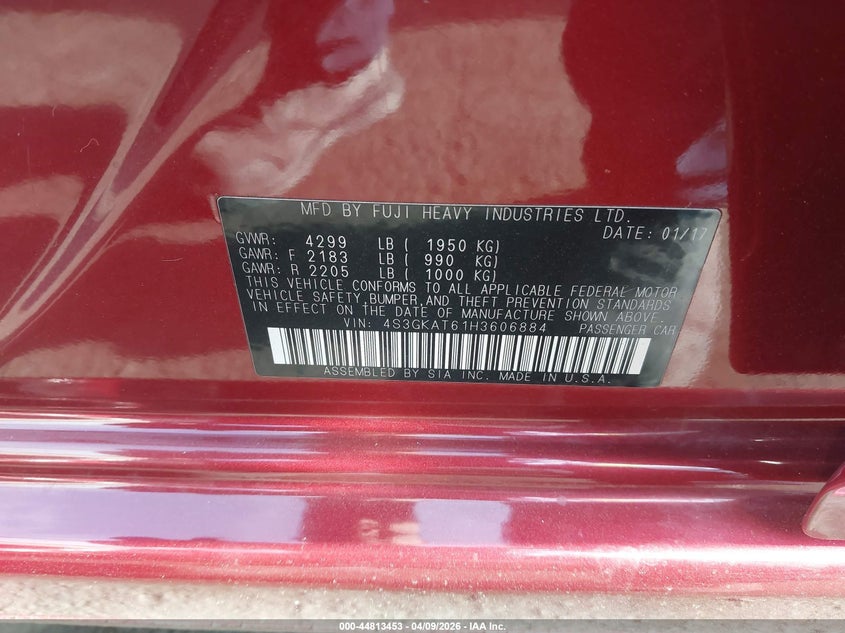 MFD BY FUJI HEAVY INDUSTRIES LTD.
DATE: 01/17
GVWR: 4299 LB ( 1950 KG)
GAWR: F 2183 LB ( 990 KG)
GAWR: R 2205 LB ( 1000 KG)
THIS VEHICLE CONFORMS TO ALL APPLICABLE FEDERAL MOTOR
VEHICLE SAFETY,BUMPER,AND THEFT PREVENTION STANDARDS
IN EFFECT ON THE DATE OF MANUFACTURE SHOWN ABOVE.
VIN: 4S3GKAT61H3606884 PASSENGER CAR
ASSEMBLED BY SIA INC. MADE IN U.S.A.
000-44813453 - 04/09/2026 - IAA Inc.